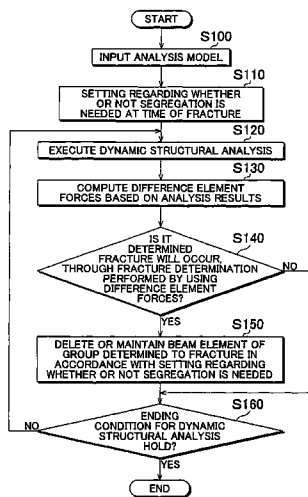 START
S100
INPUT ANALYSIS MODEL
S110
SETTING REGARDING WHETHER
OR NOT SEGREGATION IS
NEEDED AT TIME OF FRACTURE
S120
EXECUTE DYNAMIC STRUCTURAL ANALYSIS
S130
COMPUTE DIFFERENCE ELEMENT
FORCES BASED ON ANALYSIS RESULTS
S140
IS IT
DETERMINED
FRACTURE WILL OCCUR,
THROUGH FRACTURE DETERMINATION
PERFORMED BY USING
DIFFERENCE ELEMENT
FORCES?
NO
YES
S150
DELETE OR MAINTAIN BEAM ELEMENT OF
GROUP DETERMINED TO FRACTURE IN
ACCORDANCE WITH SETTING REGARDING
WHETHER OR NOT SEGREGATION IS NEEDED
S160
NO
ENDING
CONDITION FOR DYNAMIC
STRUCTURAL ANALYSIS
HOLD?
YES
END